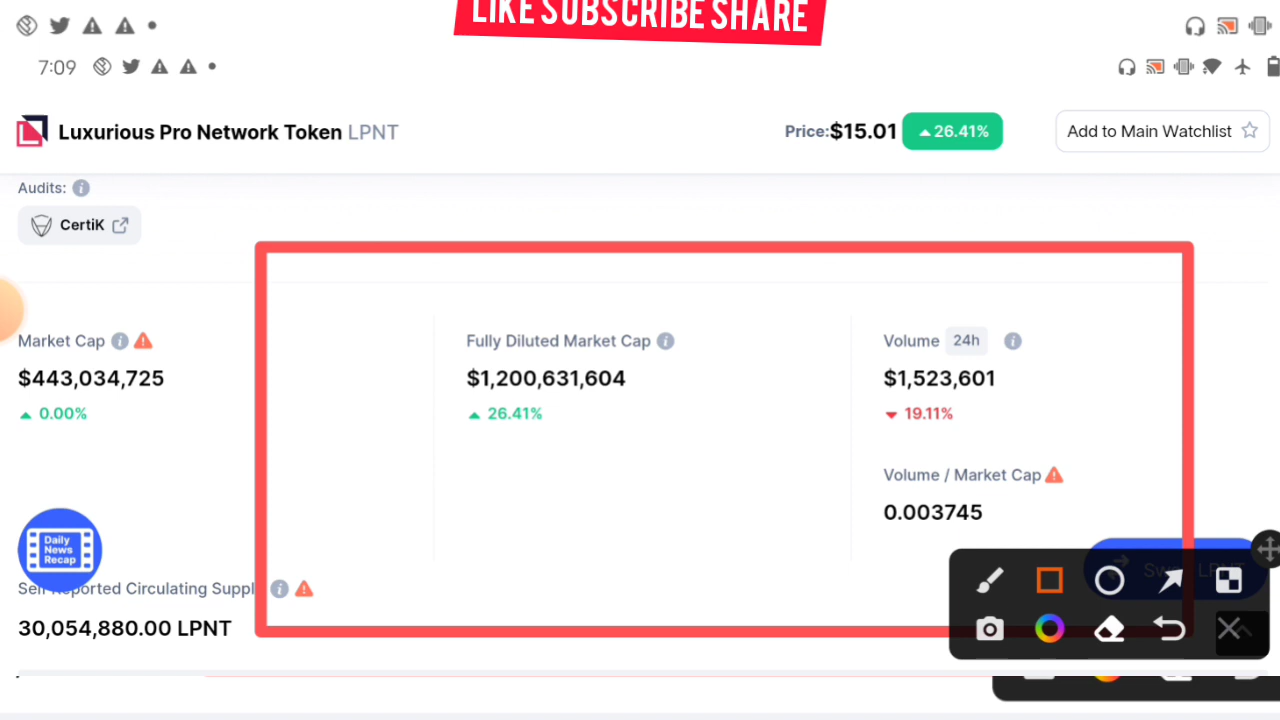 LIKE SUBSCRIBE SHARE
7:09
Luxurious Pro Network Token LPNT
Price:$15.01 26.41%
Add to Main Watchlist
Audits:
CertiK
Market Cap
$443,034,725
0.00%
Fully Diluted Market Cap
$1,200,631,604
26.41%
Volume 24h
$1,523,601
19.11%
Volume / Market Cap
0.003745
Daily
News
Recap
Self Reported Circulating Suppl
30,054,880.00 LPNT